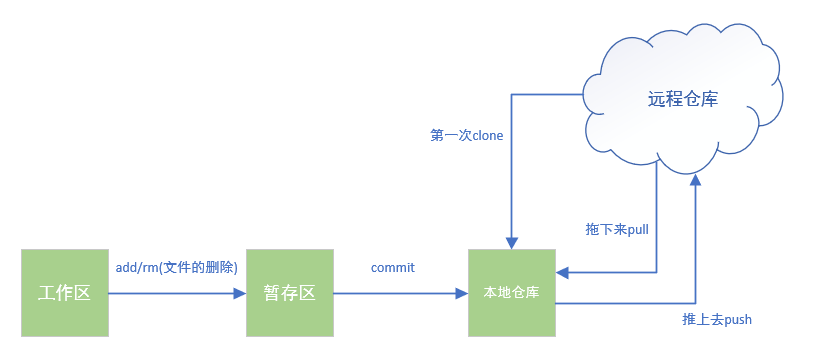 远程仓库
第一次clone
拖下来pull
工作区
add/rm(文件的删除)
暂存区
commit
本地仓库
推上去push